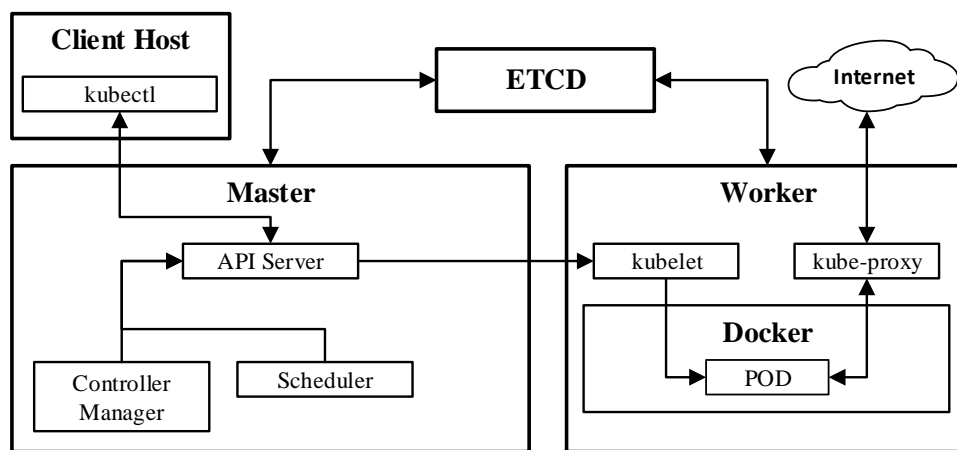 Client Host
kubectl
ETCD
Internet
Master
API Server
Controller
Manager
Scheduler
Worker
kubelet
kube-proxy
Docker
POD